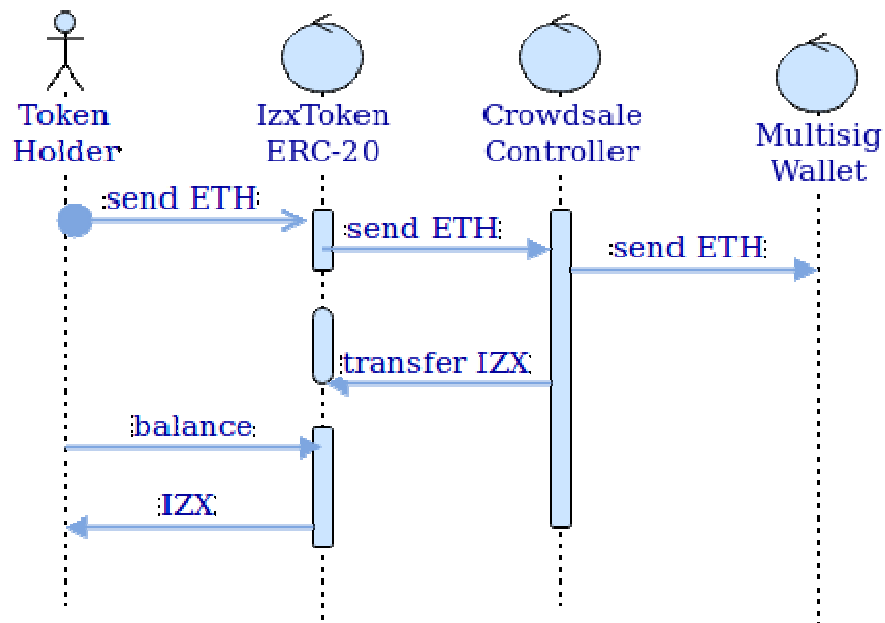 Token
Holder
IzxToken
ERC-20
Crowdsale
Controller
Multisig
Wallet
:send ETH:
:send ETH:
:send ETH:
:transfer IZX:
:balance:
:IZX: